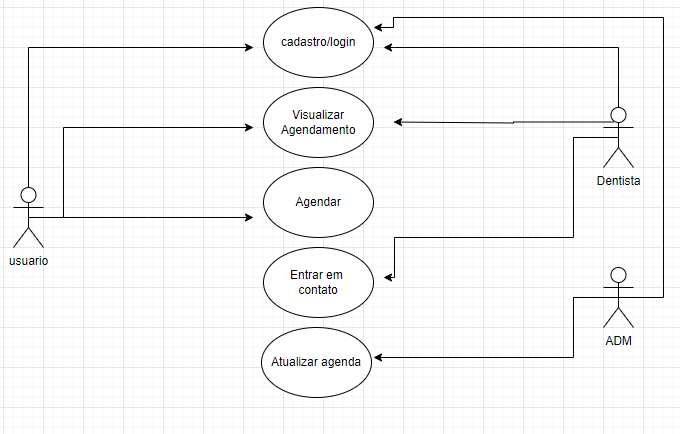 cadastro/login
Visualizar
Agendamento
Dentista
Agendar
usuario
Entrar em
contato
ADM
Atualizar agenda